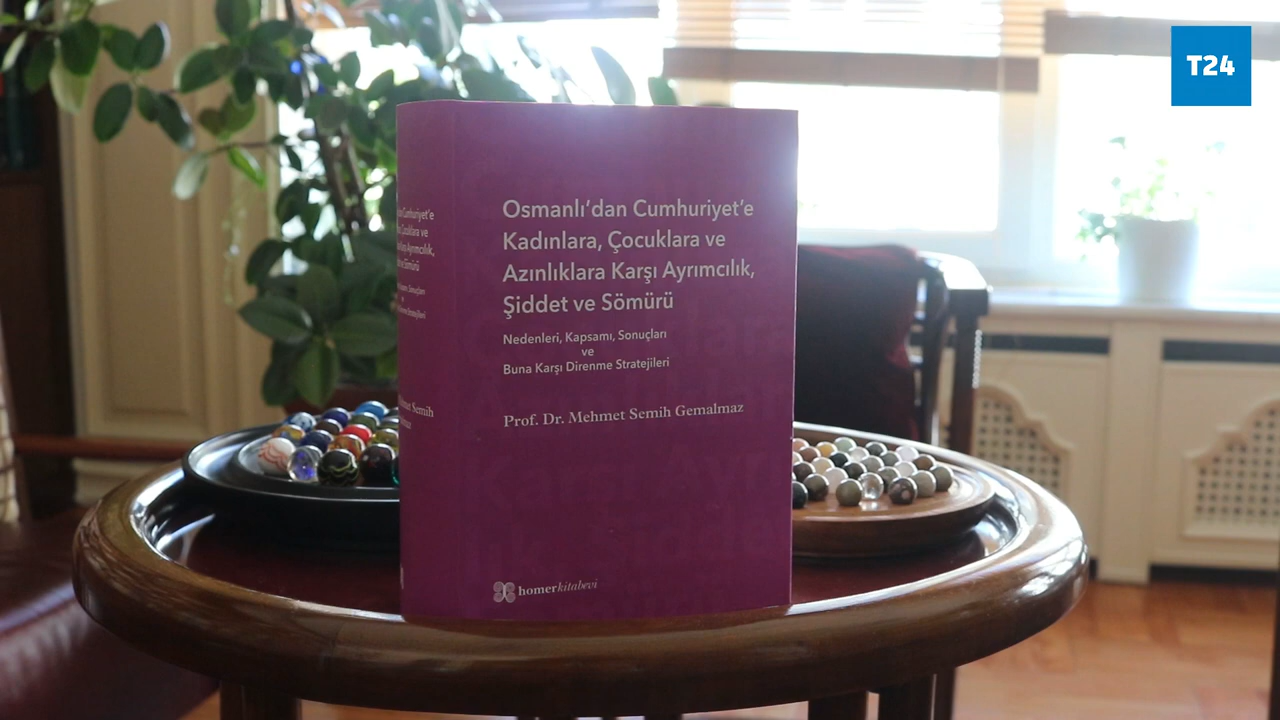 T24
Osmanlı'dan Cumhuriyet'e
Kadınlara, Çocuklara ve
Azınlıklara Karşı Ayrımcılık,
Şiddet ve Sömürü
Nedenleri, Kapsamı, Sonuçları
ve
Buna Karşı Direnme Stratejileri
Prof. Dr. Mehmet Semih Gemalmaz
homerkitabevi